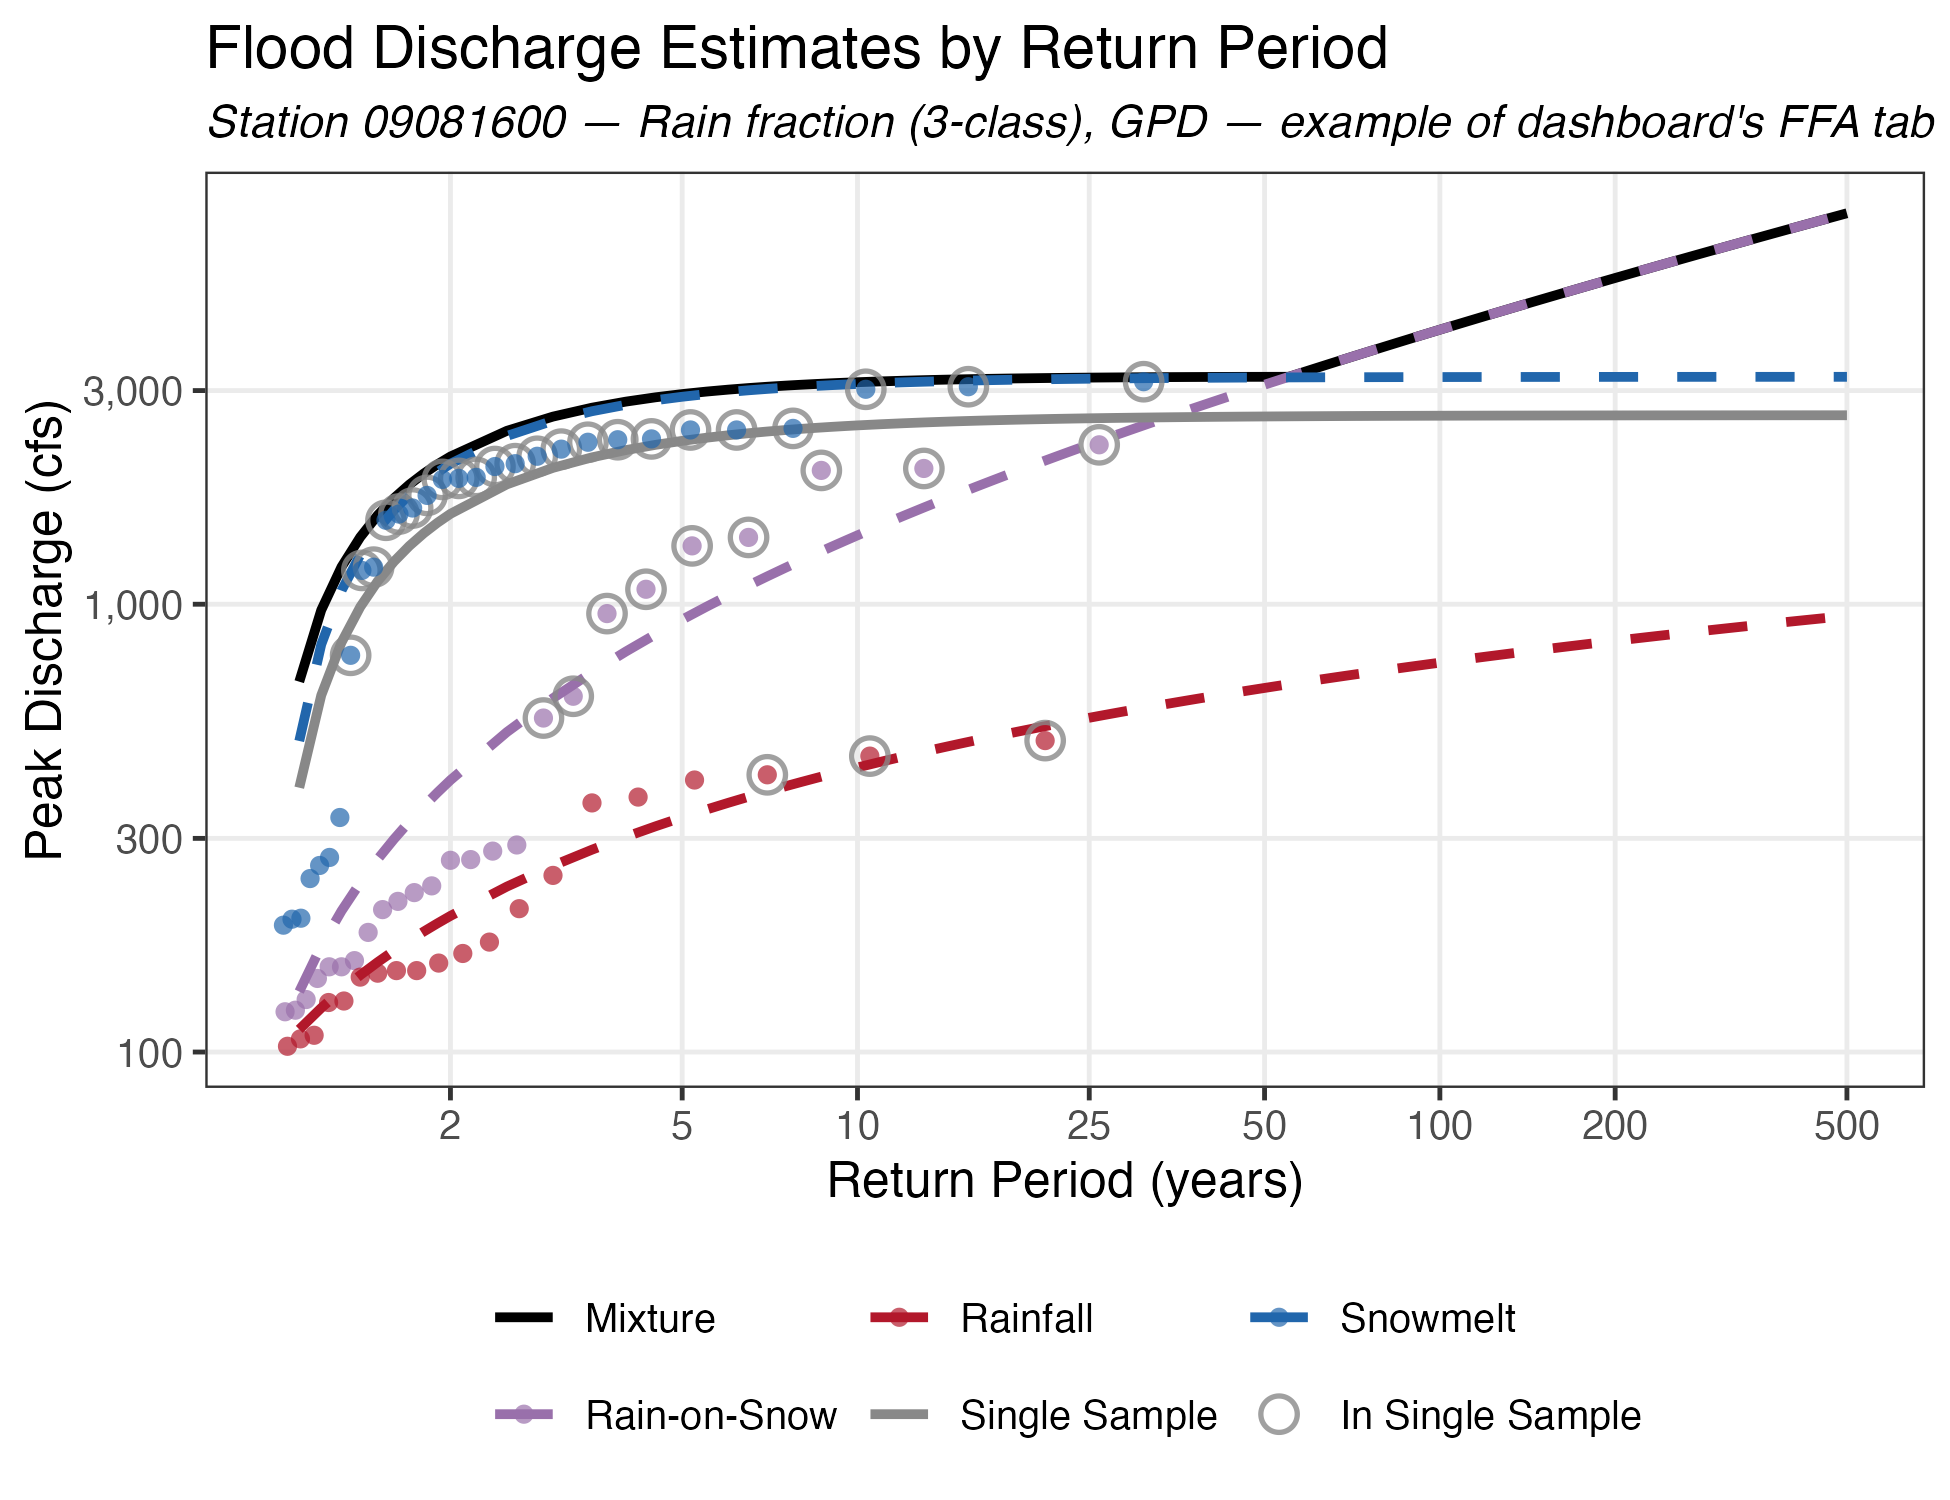 Flood Discharge Estimates by Return Period
Station 09081600 — Rain fraction (3-class), GPD — example of dashboard's FFA tab
Peak Discharge (cfs)
3,000
1,000
300
100
2 5 10 25 50 100 200 500
Return Period (years)
Mixture Rainfall Snowmelt
Rain-on-Snow Single Sample In Single Sample